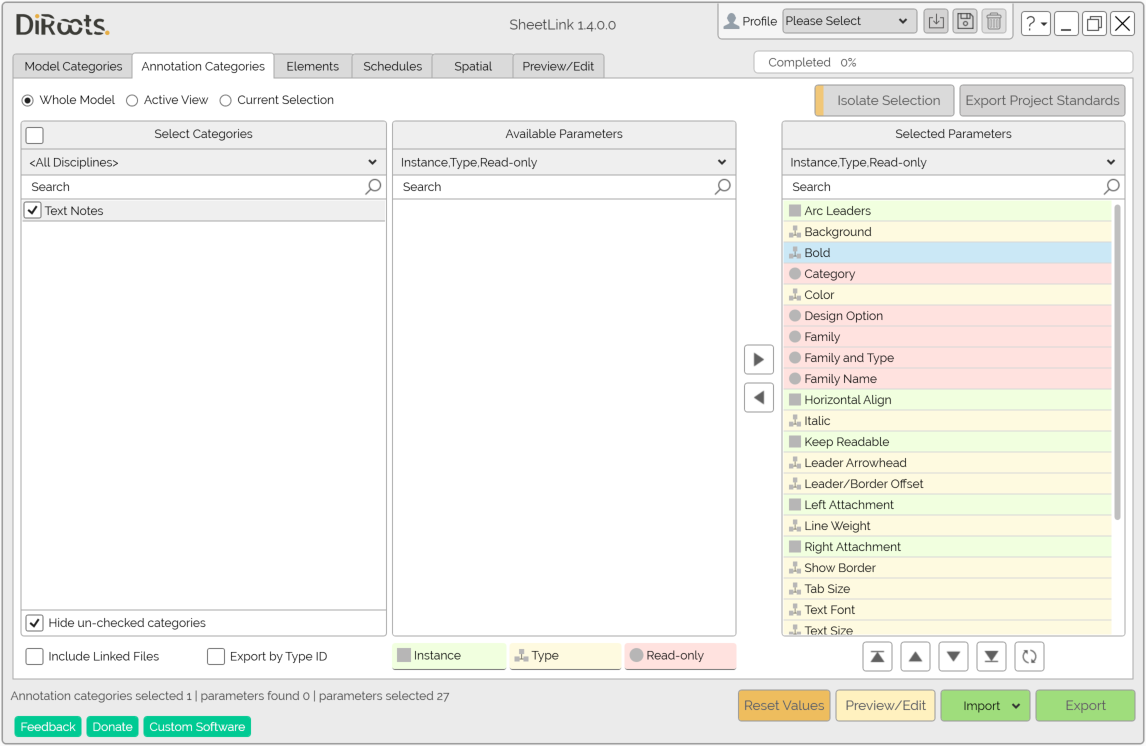 DiRoots.
SheetLink 1.4.0.0
Profile
Please Select
?
Model Categories
Annotation Categories
Elements
Schedules
Spatial
Preview/Edit
Completed 0%
Whole Model
Active View
Current Selection
Isolate Selection
Export Project Standards
Select Categories
<All Disciplines>
Search
Text Notes
Hide un-checked categories
Include Linked Files
Export by Type ID
Available Parameters
Instance,Type,Read-only
Search
Instance
Type
Read-only
Selected Parameters
Instance,Type,Read-only
Search
Arc Leaders
Background
Bold
Category
Color
Design Option
Family
Family and Type
Family Name
Horizontal Align
Italic
Keep Readable
Leader Arrowhead
Leader/Border Offset
Left Attachment
Line Weight
Right Attachment
Show Border
Tab Size
Text Font
Text Size
Annotation categories selected 1 | parameters found 0 | parameters selected 27
Reset Values
Preview/Edit
Import
Export
Feedback
Donate
Custom Software